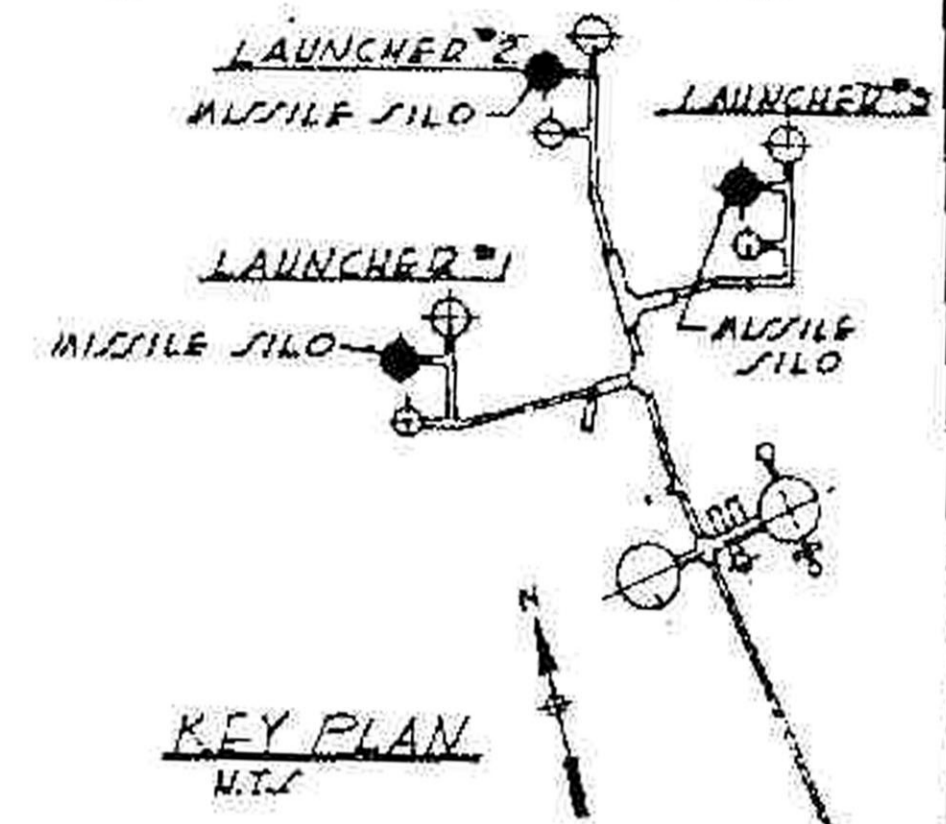 LAUNCHER #2
MISSILE SILO
LAUNCHER #3
LAUNCHER #1
MISSILE SILO
MISSILE
SILO
N
KEY PLAN
N.T.S